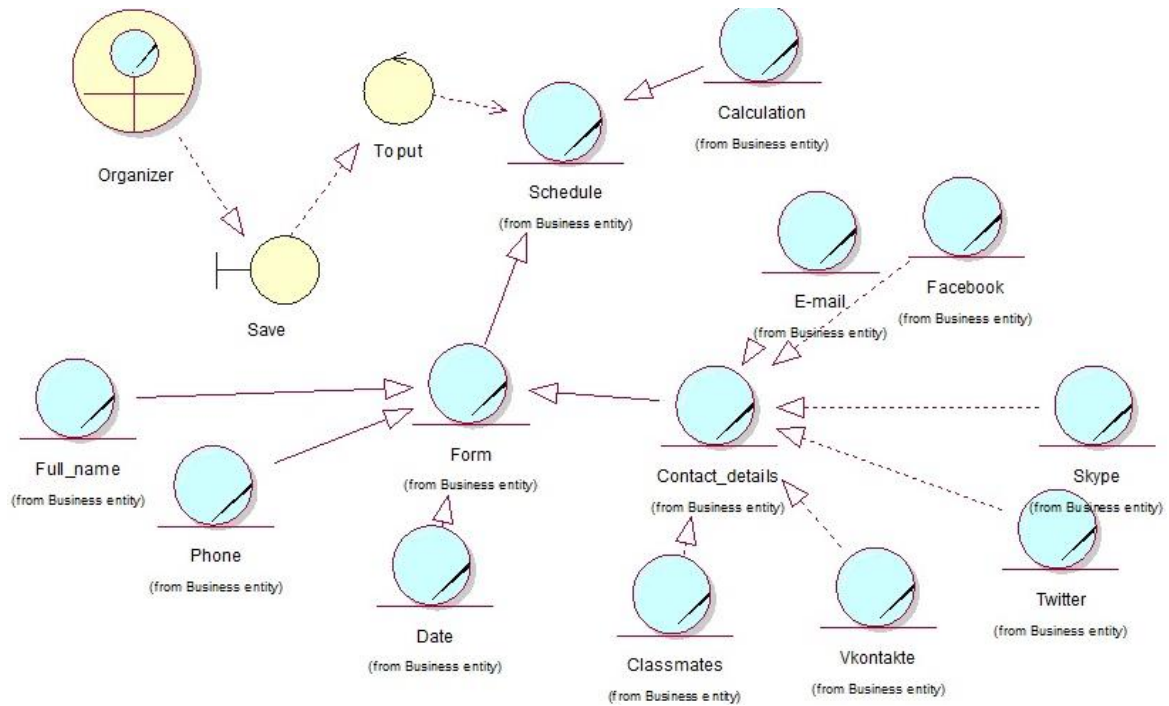 Calculation
(from Business entity)
Organizer
To put
Schedule
(from Business entity)
E-mail
(from Business entity)
Facebook
(from Business entity)
Save
Full_name
(from Business entity)
Form
(from Business entity)
Contact_details
(from Business entity)
Skype
(from Business entity)
Phone
(from Business entity)
Date
(from Business entity)
Classmates
(from Business entity)
Vkontakte
(from Business entity)
Twitter
(from Business entity)